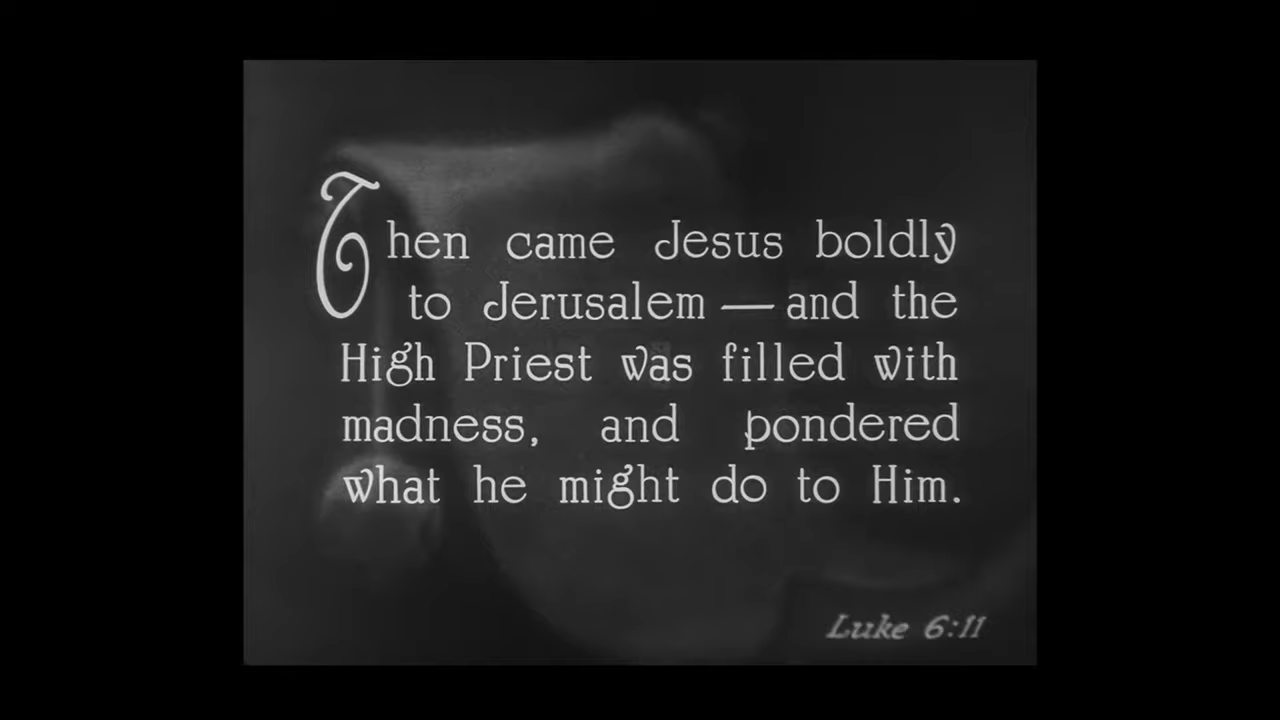 Then came Jesus boldly
to Jerusalem — and the
High Priest was filled with
madness, and pondered
what he might do to Him.
Luke 6:11